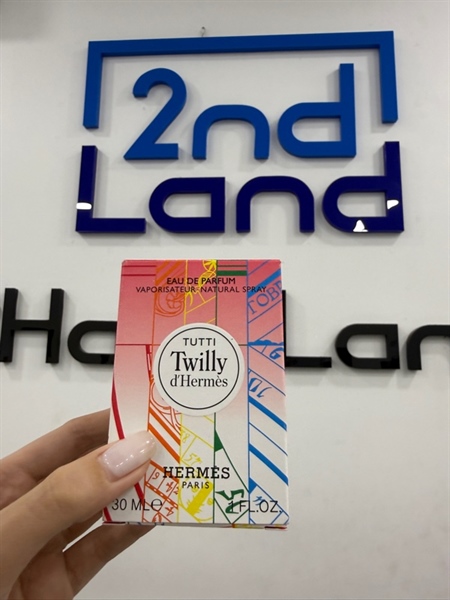 2nd
Land
EAU DE PARFUM
VAPORISATEUR·NATURAL SPRAY
TUTTI
Twilly
d'Hermès
HERMÈS
PARIS
30 ML℮ 1 FL.OZ.